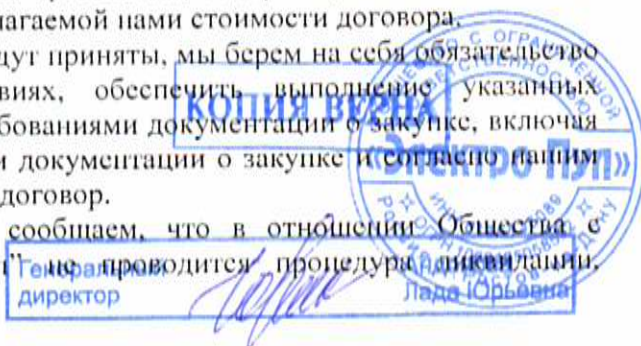 лагаемой нами стоимости договора.
дут приняты, мы берем на себя обязательство
виях, обеспечить выполнение указанных
КОПИЯ ВЕРНА
бованиями документации о закупке, включая
и документации о закупке и согласно нашим
договор.
сообщаем, что в отношении Общества с
не проводится процедура ликвидации,
Генеральный
директор
Лада Юрьевна
ОГРАНИЧЕННОЙ